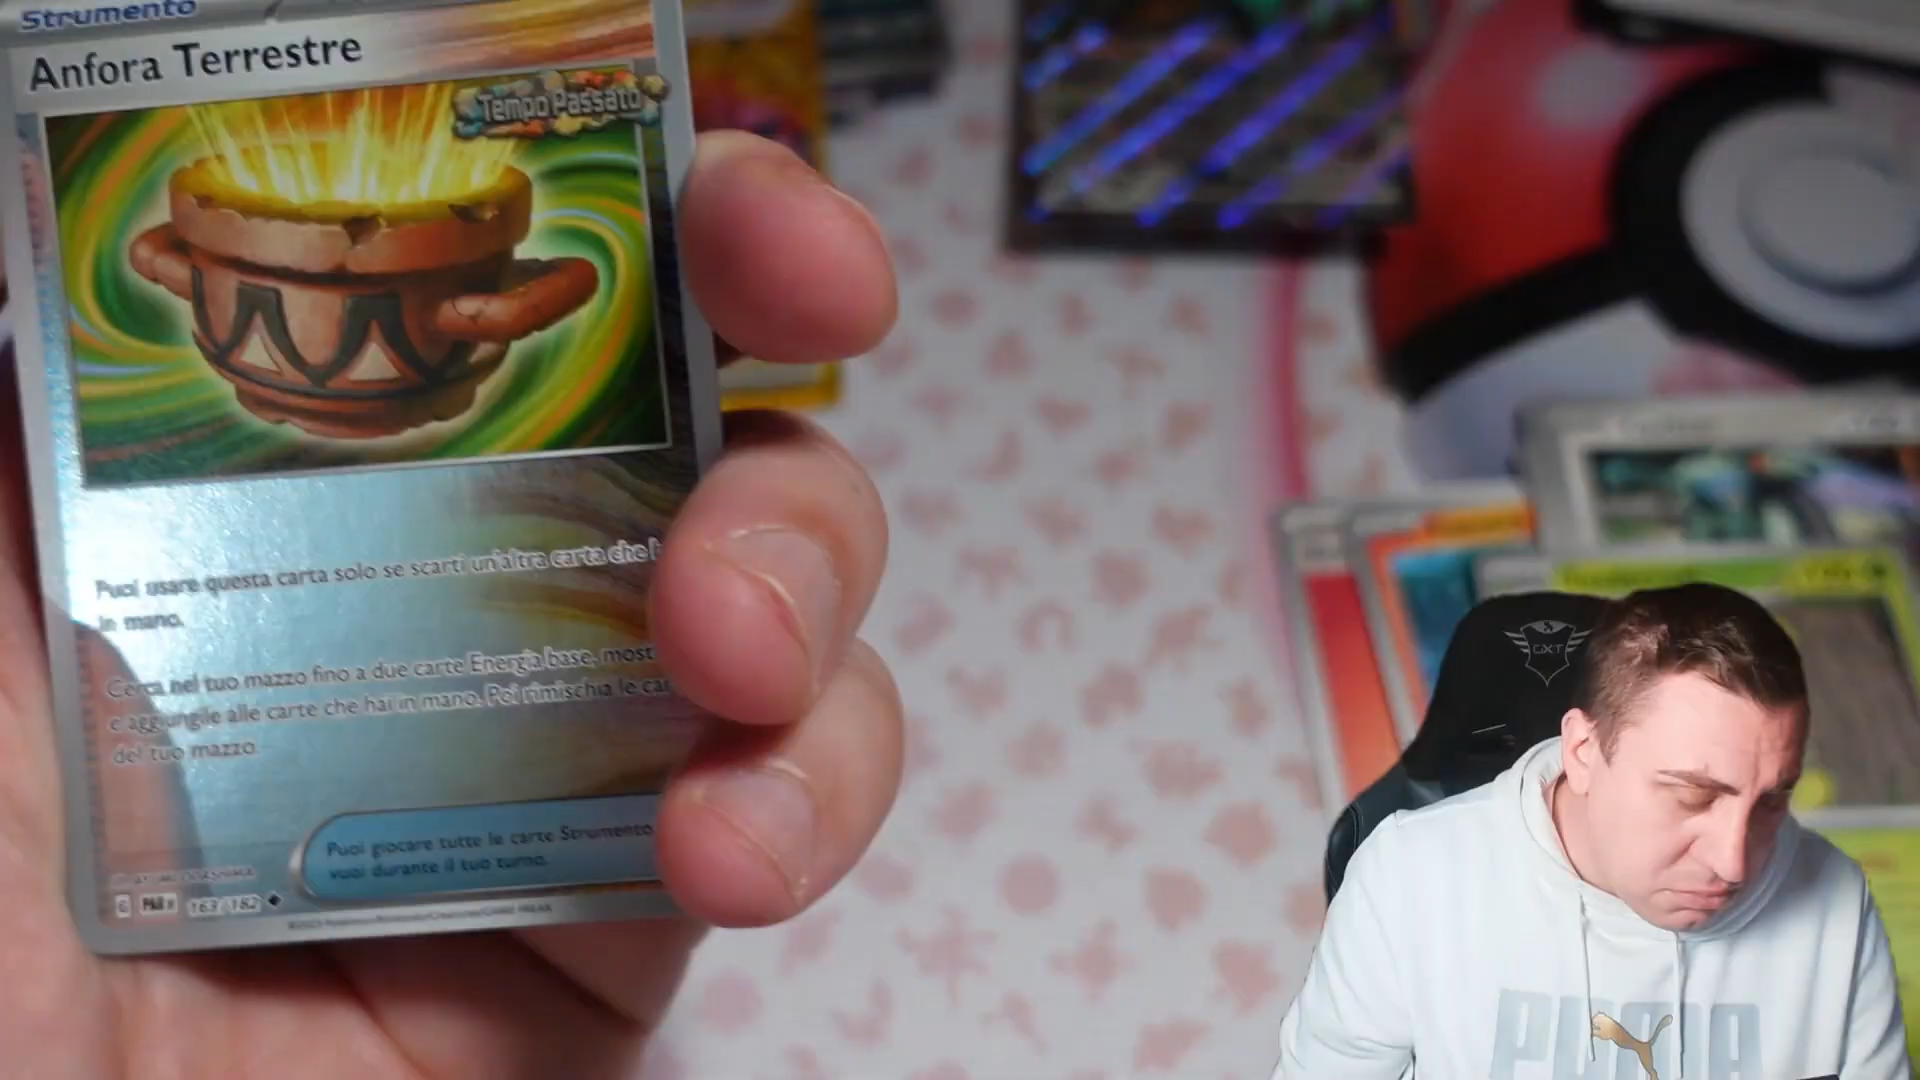 Strumento
Anfora Terrestre
Tempo Passato
Puoi usare questa carta solo se scarti un'altra carta che
in mano.
Cerca nel tuo mazzo fino a due carte Energia base, most
e aggiungile alle carte che hai in mano. Poi rimischia le car
del tuo mazzo.
Puoi giocare tutte le carte Strumento
vuoi durante il tuo turno.
G PAR IT 163/182
GXT
PUMA